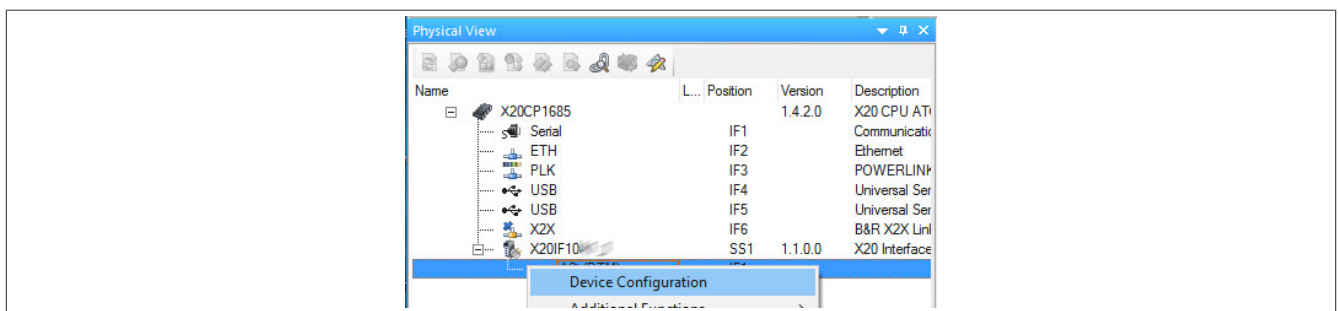 Physical View
Name L... Position Version Description
X20CP1685 1.4.2.0 X20 CPU AT
Serial IF1 Communicatio
ETH IF2 Ethernet
PLK IF3 POWERLINK
USB IF4 Universal Ser
USB IF5 Universal Ser
X2X IF6 B&R X2X Lin
X20IF10 SS1 1.1.0.0 X20 Interface
Device Configuration
Additional Functions